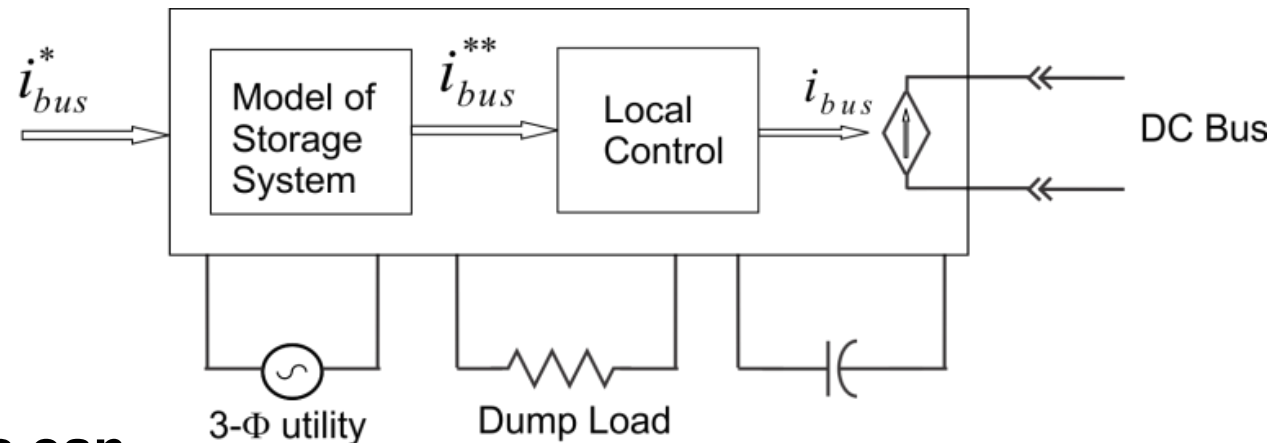 i*bus
Model of
Storage
System
i**bus
Local
Control
ibus
DC Bus
3-Φ utility
Dump Load